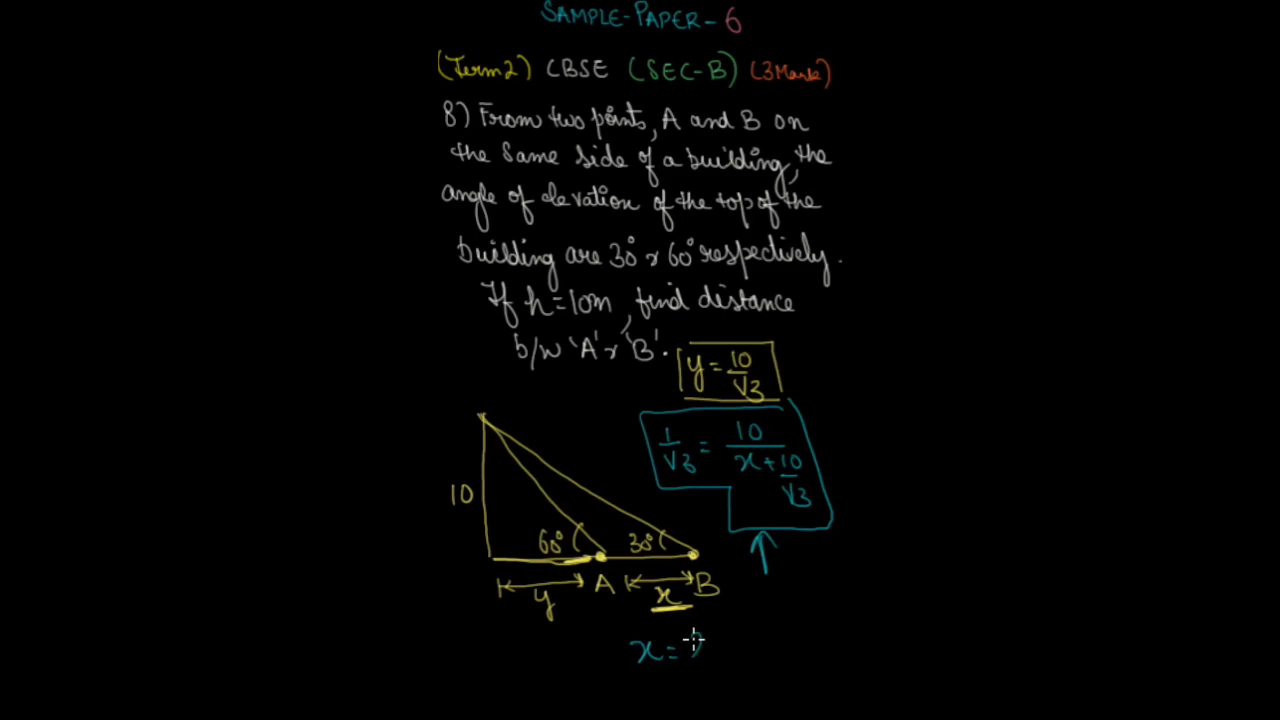 SAMPLE-PAPER-6
(Term2) CBSE (SEC-B) (3Mark)
8) From two points, A and B on
the Same side of a building, the
angle of elevation of the top of the
building are 30° & 60° respectively.
If h=10m, find distance
b/w 'A' & 'B'.
y = 10/√3
1/√3 = 10/(x + 10/√3)
10
60° 30°
A B
y x
x = ?